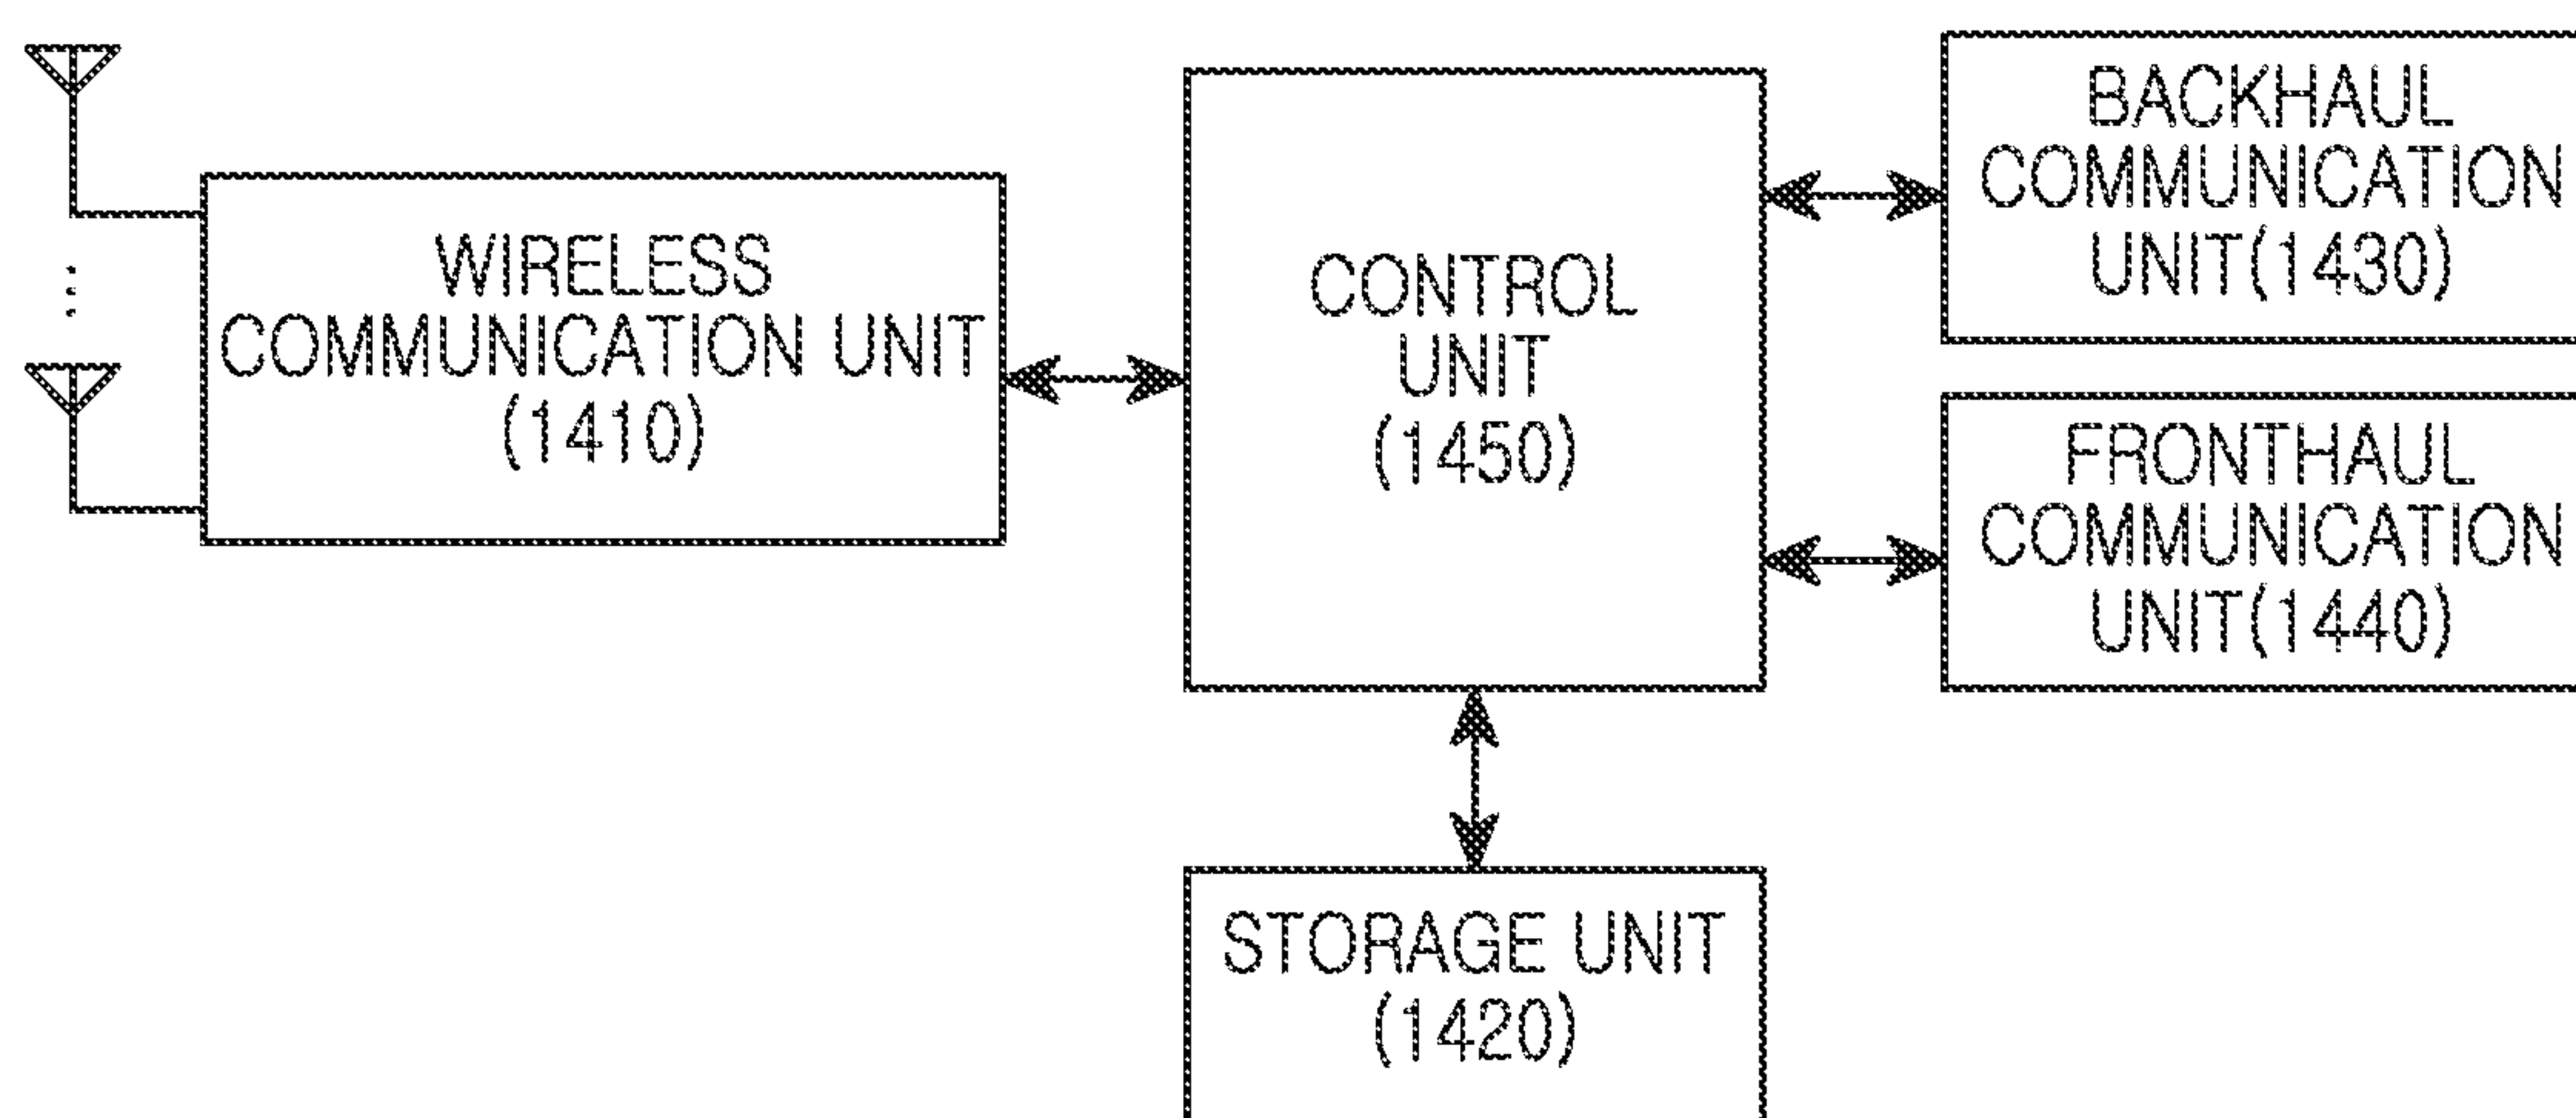 WIRELESS
COMMUNICATION UNIT
(1410)
CONTROL
UNIT
(1450)
BACKHAUL
COMMUNICATION
UNIT(1430)
FRONTHAUL
COMMUNICATION
UNIT(1440)
STORAGE UNIT
(1420)